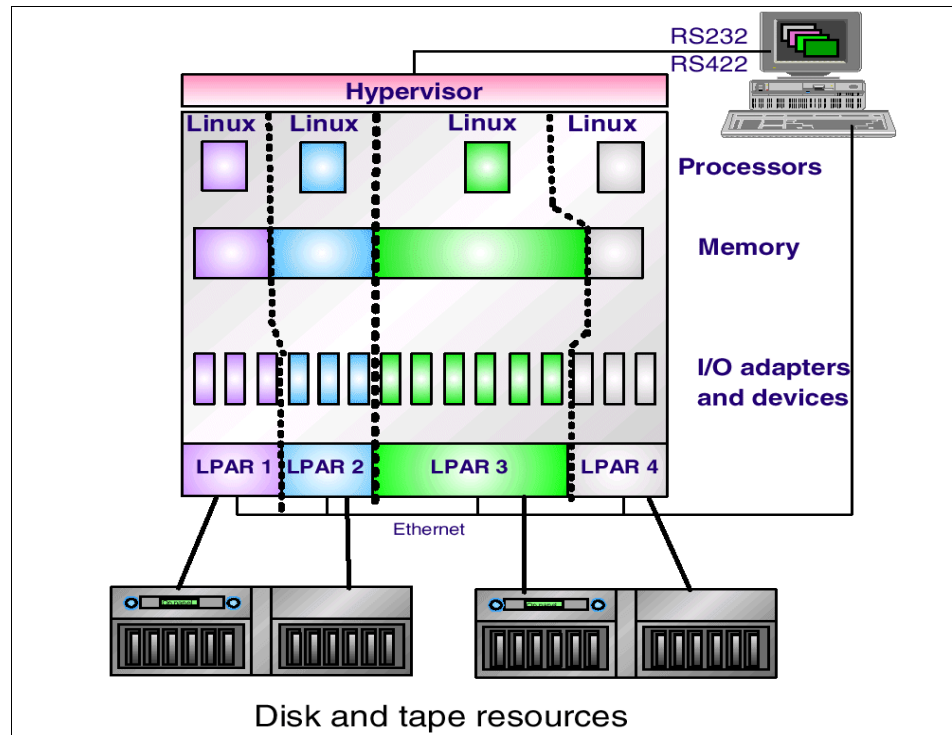 RS232
RS422
Hypervisor
Linux Linux Linux Linux
Processors
Memory
I/O adapters
and devices
LPAR 1 LPAR 2 LPAR 3 LPAR 4
Ethernet
Disk and tape resources